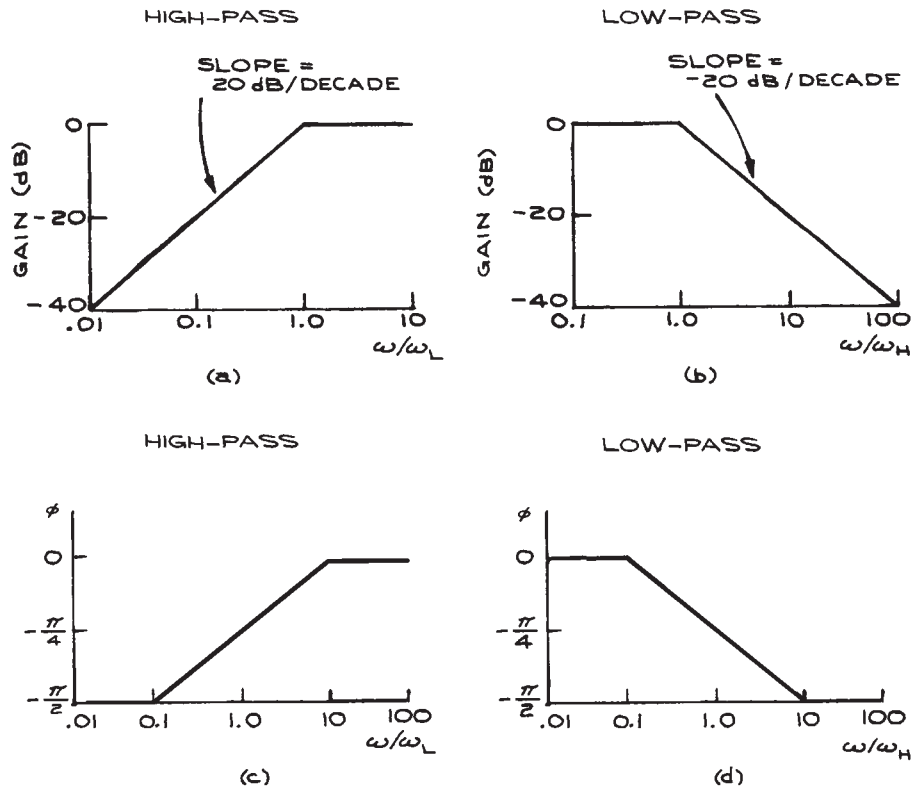 HIGH-PASS
SLOPE =
20 dB/DECADE
GAIN (dB)
0
-20
-40
.01
0.1
1.0
10
ω/ω_L
(a)
LOW-PASS
SLOPE =
-20 dB/DECADE
GAIN (dB)
0
-20
-40
0.1
1.0
10
100
ω/ω_H
(b)
HIGH-PASS
φ
0
-π/4
-π/2
.01
0.1
1.0
10
100
ω/ω_L
(c)
LOW-PASS
φ
0
-π/4
-π/2
.01
0.1
1.0
10
100
ω/ω_H
(d)